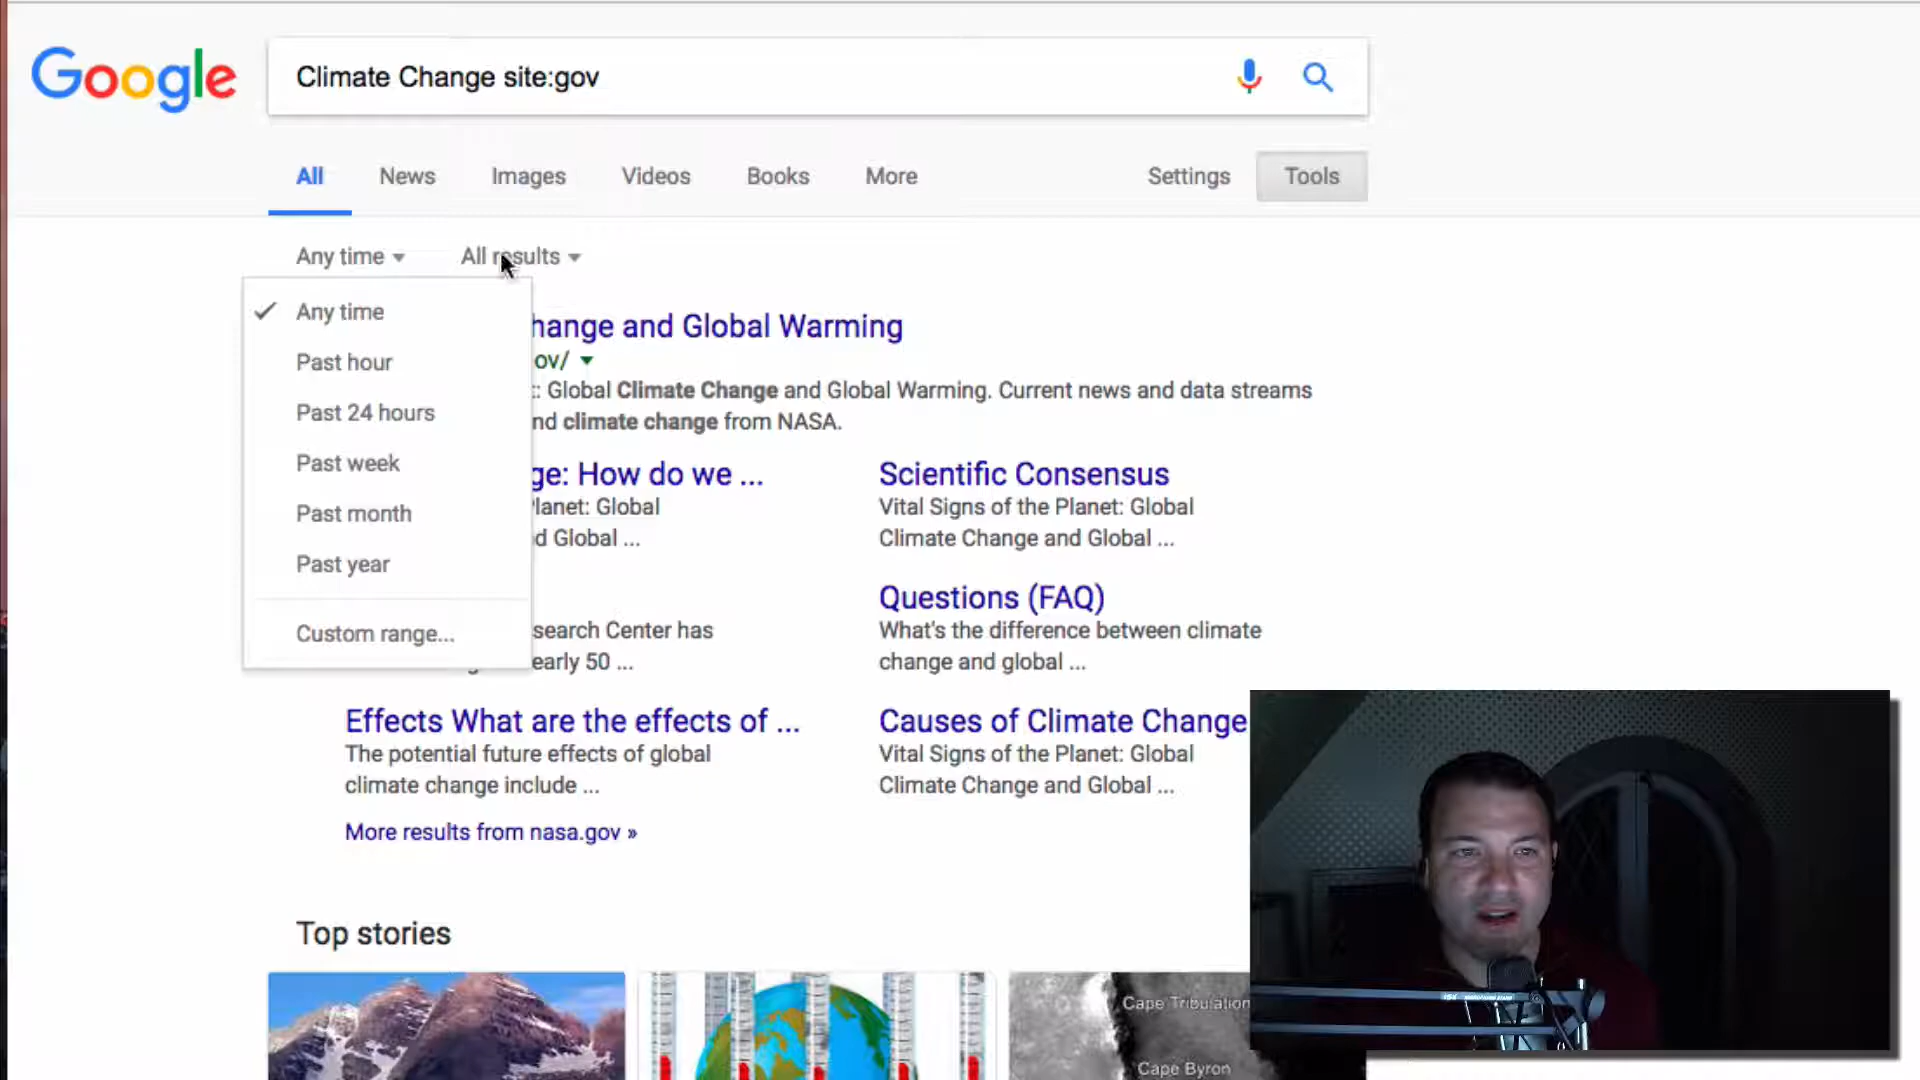 Google
Climate Change site:gov
All
News
Images
Videos
Books
More
Settings
Tools
Any time
All results
Any time
Past hour
Past 24 hours
Past week
Past month
Past year
Custom range...
hange and Global Warming
ov/
: Global Climate Change and Global Warming. Current news and data streams
nd climate change from NASA.
ge: How do we ...
lanet: Global
d Global ...
Scientific Consensus
Vital Signs of the Planet: Global
Climate Change and Global ...
search Center has
early 50 ...
Questions (FAQ)
What's the difference between climate
change and global ...
Effects What are the effects of ...
The potential future effects of global
climate change include ...
Causes of Climate Change
Vital Signs of the Planet: Global
Climate Change and Global ...
More results from nasa.gov »
Top stories
Cape Tribulation
Cape Byron